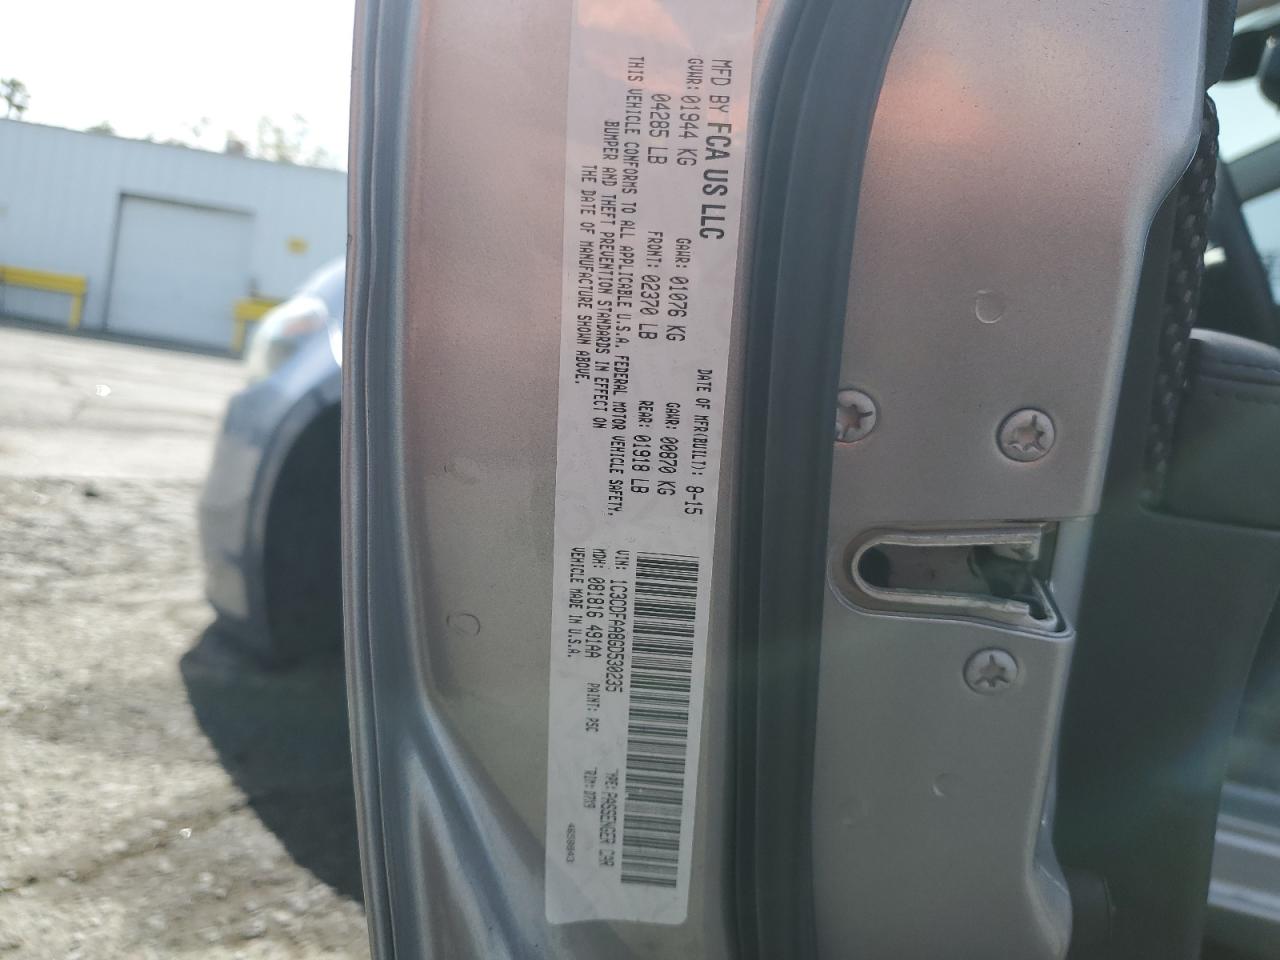 MFD BY FCA US LLC
DATE OF MFR(BUILT): 8-15
GVWR: 01944 KG
GAWR: 01076 KG
GAWR: 00870 KG
04285 LB
FRONT: 02370 LB
REAR: 01918 LB
THIS VEHICLE CONFORMS TO ALL APPLICABLE U.S.A. FEDERAL MOTOR VEHICLE SAFETY,
BUMPER AND THEFT PREVENTION STANDARDS IN EFFECT ON
THE DATE OF MANUFACTURE SHOWN ABOVE.
VIN: 1C3CDFAA8GD530235
TYPE: PASSENGER CAR
MDH: 081816 491AA
PAINT: PSC
TRIM: D7X9
VEHICLE MADE IN U.S.A.